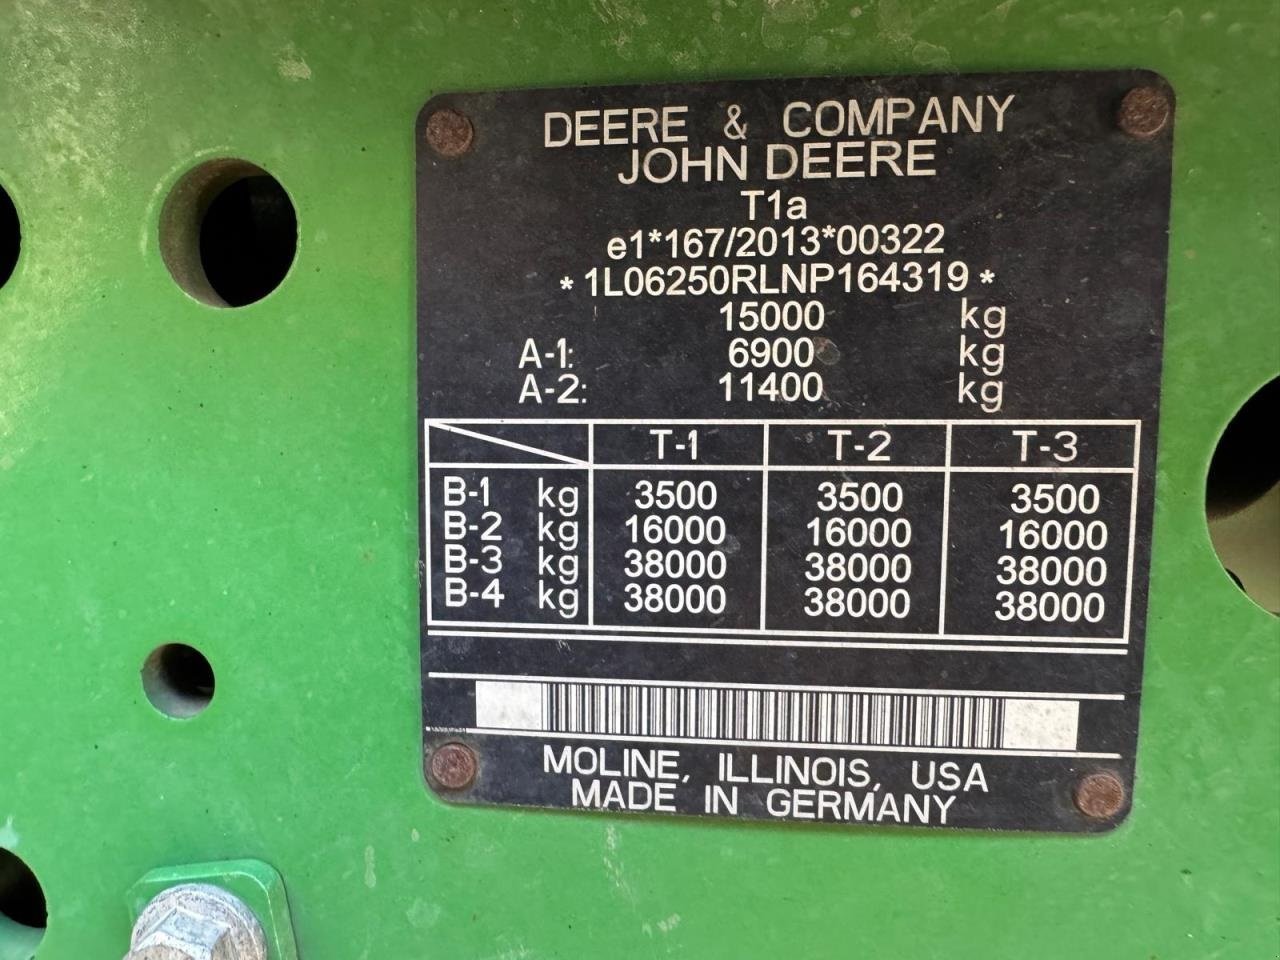 DEERE & COMPANY
JOHN DEERE
T1a
e1*167/2013*00322
*1L06250RLNP164319*
15000 kg
A-1: 6900 kg
A-2: 11400 kg
T-1 T-2 T-3
B-1 kg 3500 3500 3500
B-2 kg 16000 16000 16000
B-3 kg 38000 38000 38000
B-4 kg 38000 38000 38000
MOLINE, ILLINOIS, USA
MADE IN GERMANY